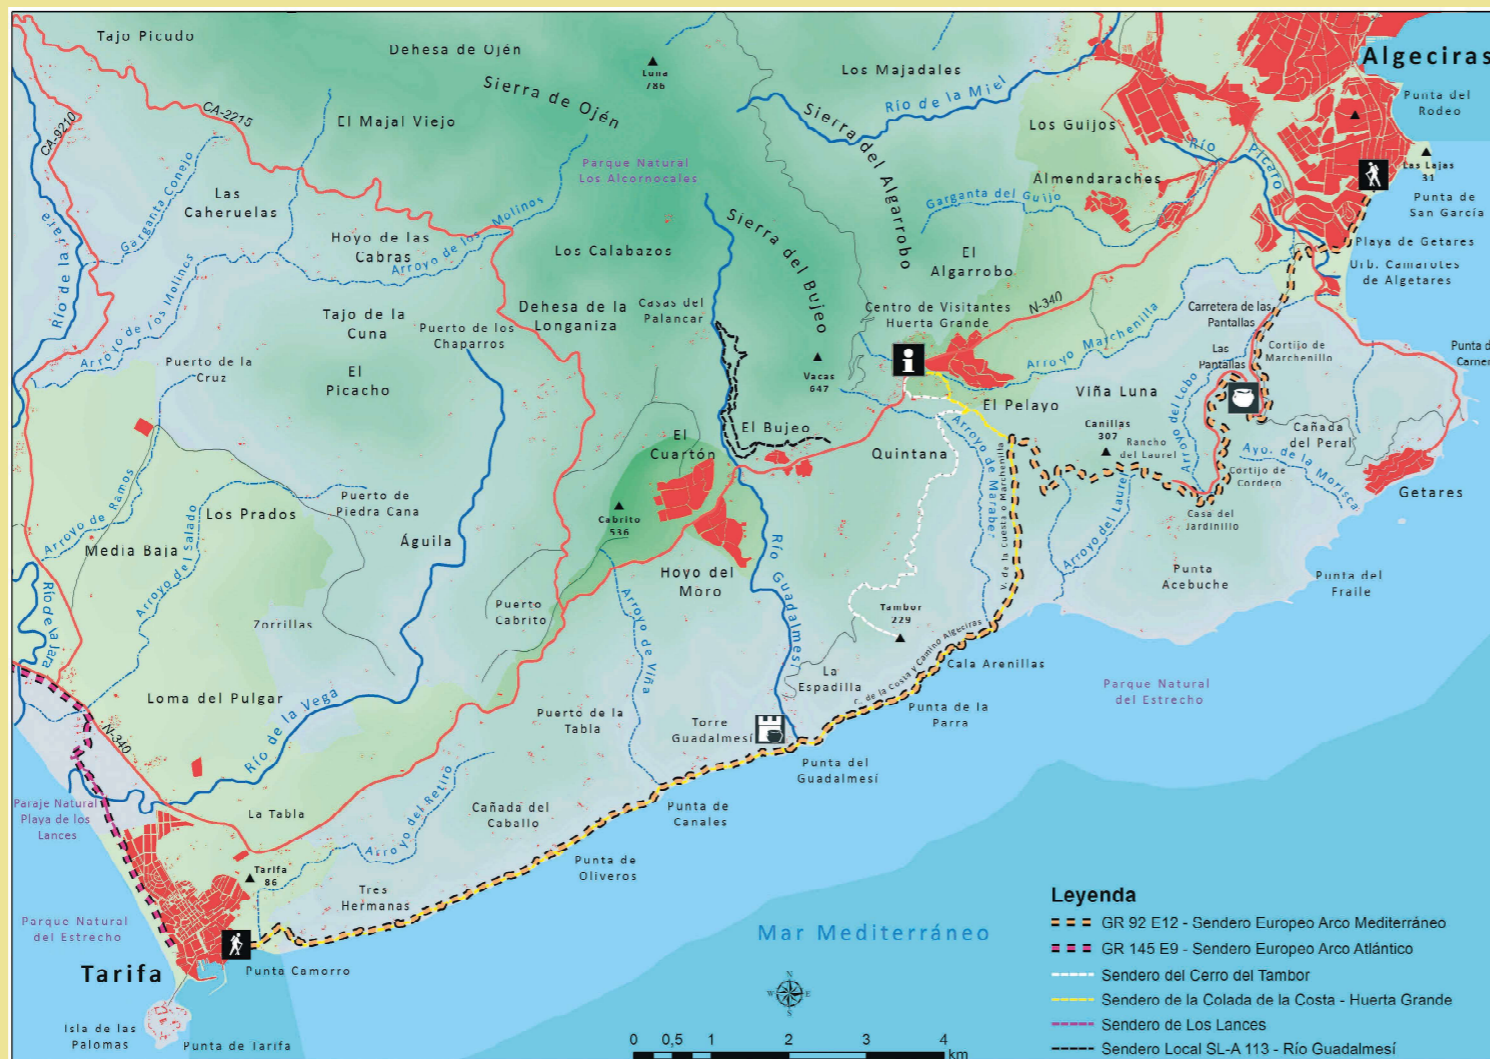 Tajo Picudo
Dehesa de Ojén
Luna
786
Los Majadales
Algeciras
Sierra de Ojén
Río de la Miel
Punta del
Rodeo
CA-9210
CA-2215
El Majal Viejo
Sierra del Algarrobo
Los Guijos
Río Pícaro
Parque Natural
Los Alcornocales
Las Lajas
31
Garganta Conejo
Las
Caheruelas
Almendaraches
Garganta del Guijo
Punta de
San García
Río de la Jara
Hoyo de las
Cabras
Arroyo de los Molinos
Los Calabazos
Sierra del Bujeo
El
Algarrobo
Playa de Getares
Urb. Camarotes
de Algetares
Arroyo de los Molinos
Tajo de la
Cuna
Puerto de los
Chaparros
Dehesa de la
Longaniza
Casas del
Palancar
Centro de Visitantes
Huerta Grande
N-340
Arroyo Marchenilla
Carretera de las
Pantallas
Cortijo de
Marchenillo
Las
Pantallas
Punta de
Carner
Puerto de la
Cruz
El
Picacho
Vacas
647
El Pelayo
Viña Luna
Arroyo del Lobo
El Bujeo
Canillas
307
Rancho
del Laurel
Cañada
del Peral
El
Cuartón
Quintana
Arroyo de Maraber
Ayo. de la Morisca
Cortijo de
Cordero
Getares
Arroyo de Ramos
Puerto de
Piedra Cana
Los Prados
Arroyo del Salado
Cabrito
536
V. de la Cuesta o Marchenilla
Arroyo del Laurel
Casa del
Jardinillo
Media Baja
Águila
Río Guadalmesí
Hoyo del
Moro
Punta
Acebuche
Punta del
Fraile
Río de la Jara
Zorrillas
Puerto
Cabrito
Arroyo de Viña
Tambor
229
c. de la Costa y Camino Algeciras
Cala Arenillas
La
Espadilla
Parque Natural
del Estrecho
Loma del Pulgar
Río de la Vega
Puerto de la
Tabla
Torre
Guadalmesí
Punta de la
Parra
N-340
Punta del
Guadalmesí
Paraje Natural
Playa de los
Lances
La Tabla
Arroyo del Retiro
Cañada del
Caballo
Punta de
Canales
Tarifa
86
Punta de
Oliveros
Tres
Hermanas
Parque Natural
del Estrecho
Mar Mediterráneo
Tarifa
Punta Camorro
Isla de las
Palomas
Punta de Tarifa
N
W E
S
0 0,5 1 2 3 4
km
Leyenda
GR 92 E12 - Sendero Europeo Arco Mediterráneo
GR 145 E9 - Sendero Europeo Arco Atlántico
Sendero del Cerro del Tambor
Sendero de la Colada de la Costa - Huerta Grande
Sendero de Los Lances
Sendero Local SL-A 113 - Río Guadalmesí